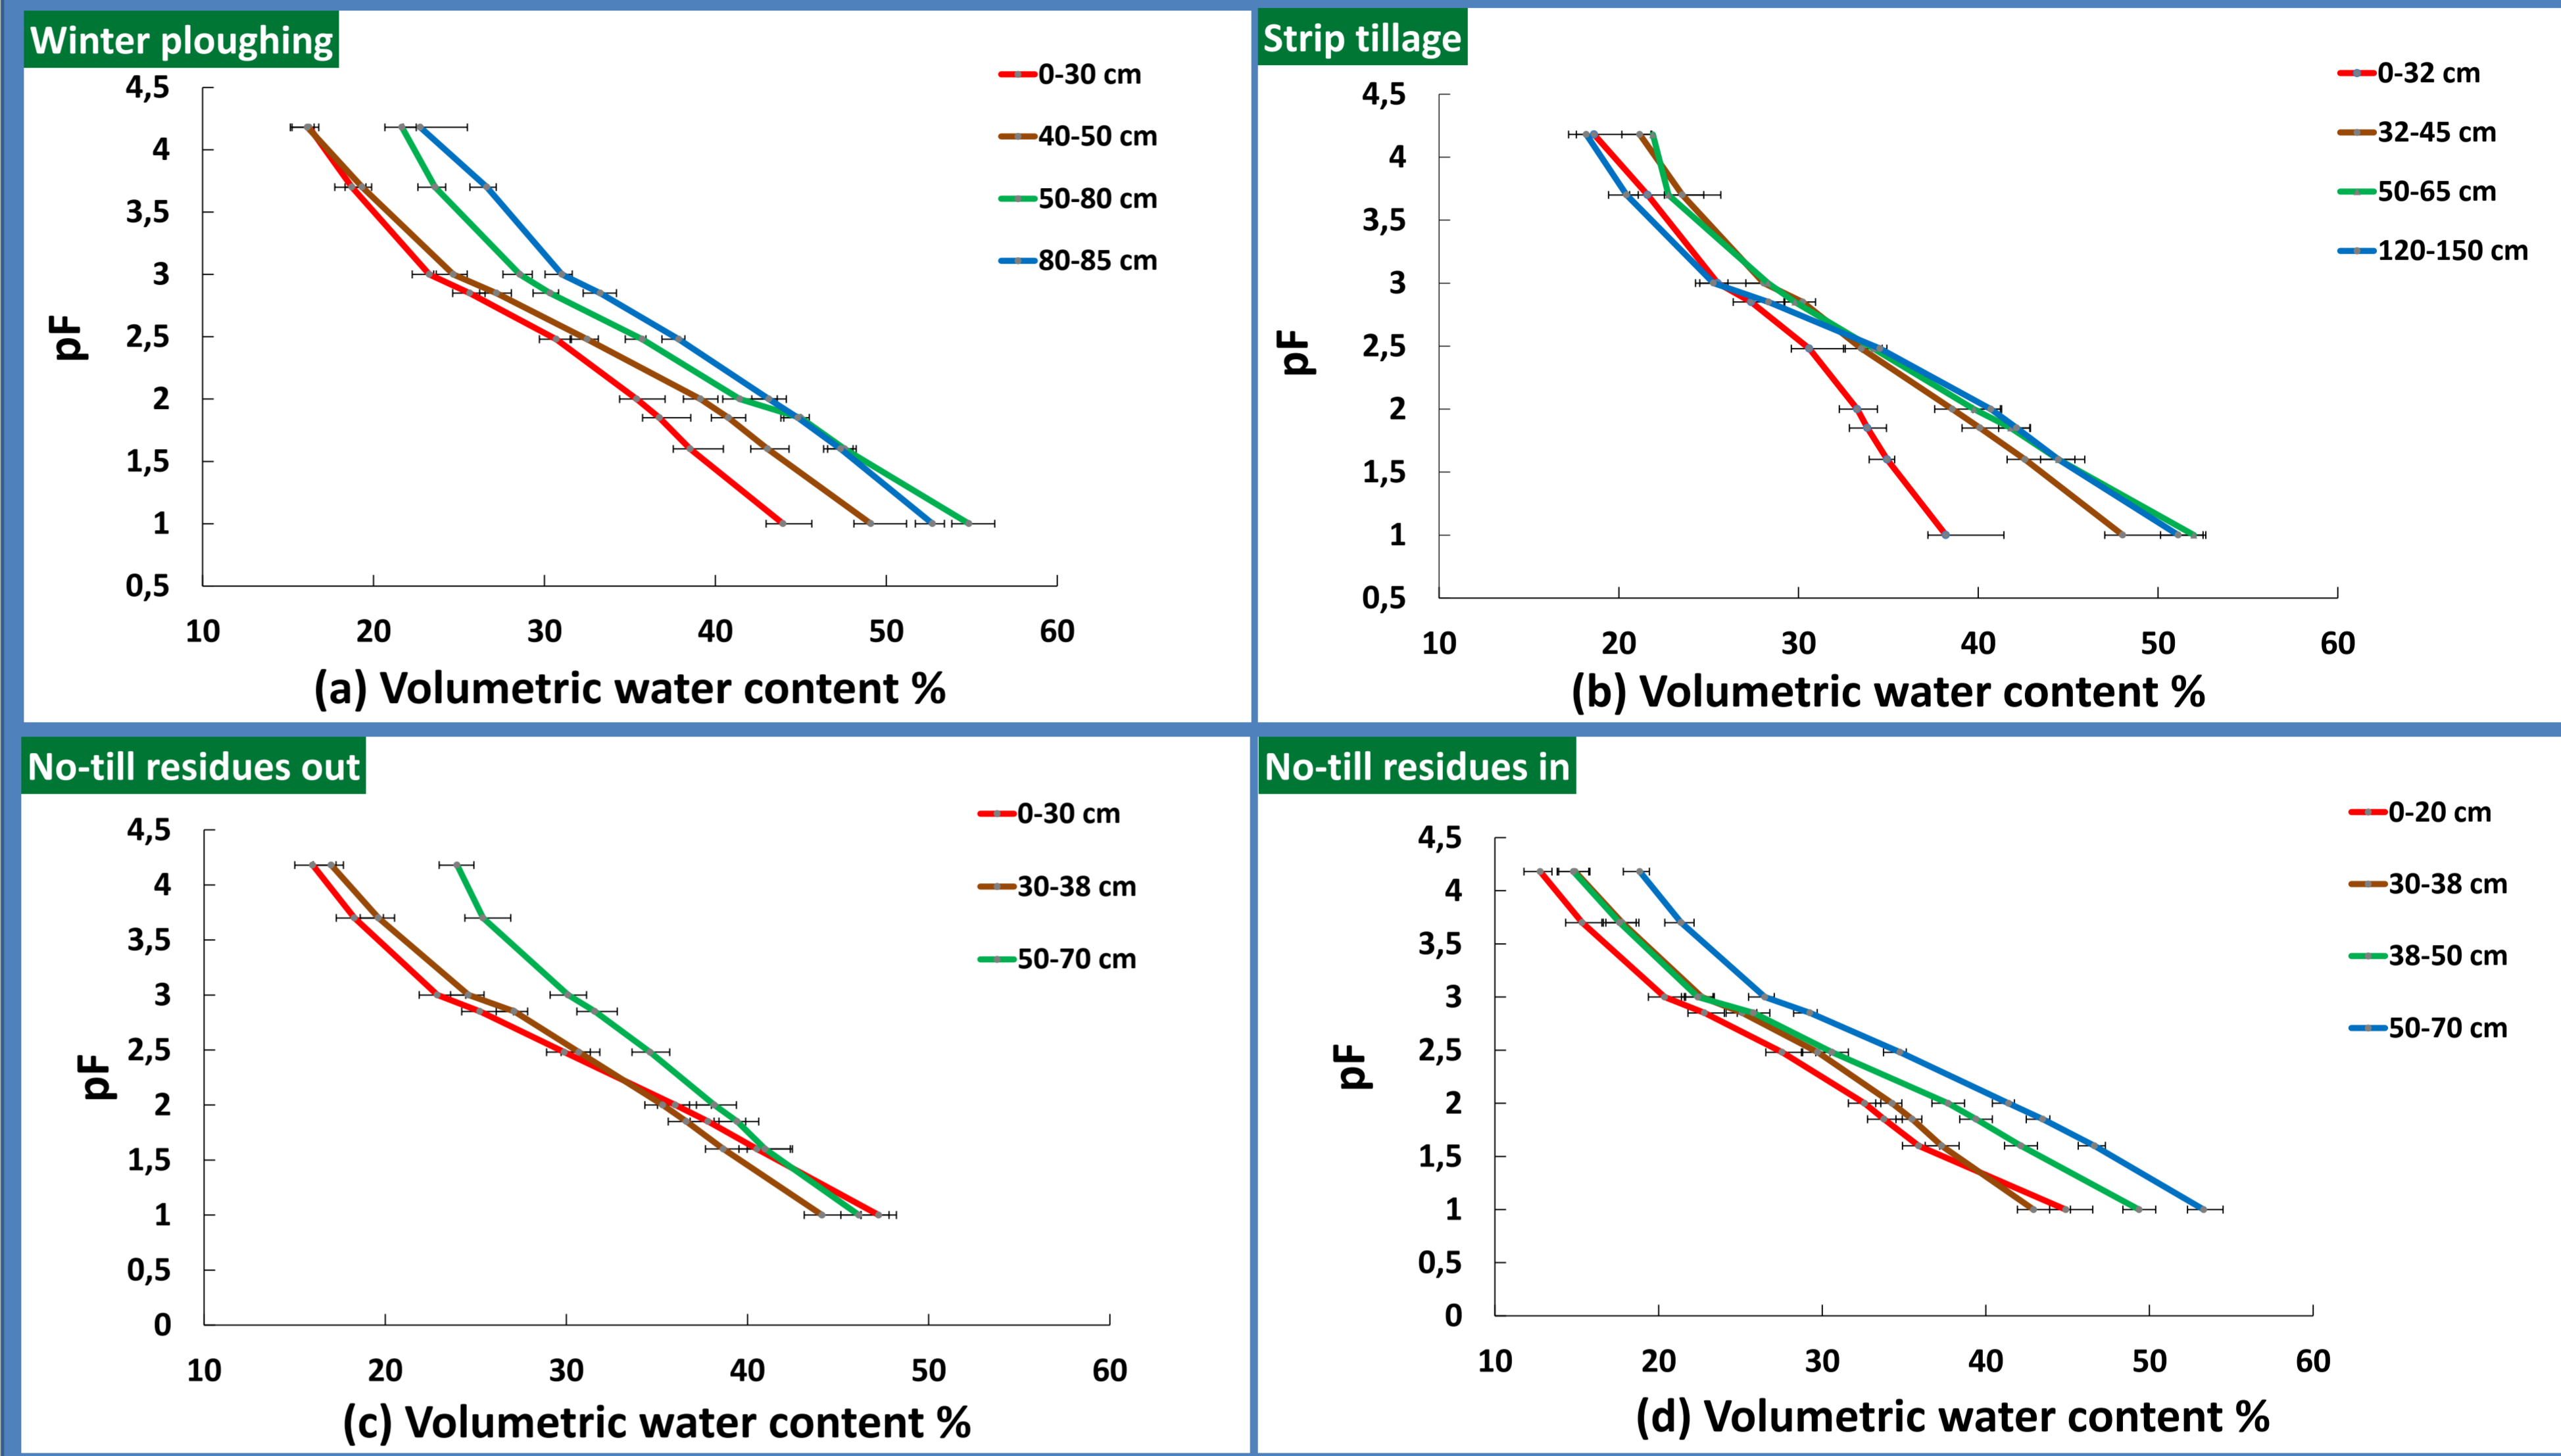 Winter ploughing
0-30 cm
40-50 cm
50-80 cm
80-85 cm
4,5
4
3,5
3
2,5
2
1,5
1
0,5
pF
10 20 30 40 50 60
(a) Volumetric water content %
Strip tillage
0-32 cm
32-45 cm
50-65 cm
120-150 cm
4,5
4
3,5
3
2,5
2
1,5
1
0,5
pF
10 20 30 40 50 60
(b) Volumetric water content %
No-till residues out
0-30 cm
30-38 cm
50-70 cm
4,5
4
3,5
3
2,5
2
1,5
1
0,5
0
pF
10 20 30 40 50 60
(c) Volumetric water content %
No-till residues in
0-20 cm
30-38 cm
38-50 cm
50-70 cm
4,5
4
3,5
3
2,5
2
1,5
1
0,5
0
pF
10 20 30 40 50 60
(d) Volumetric water content %